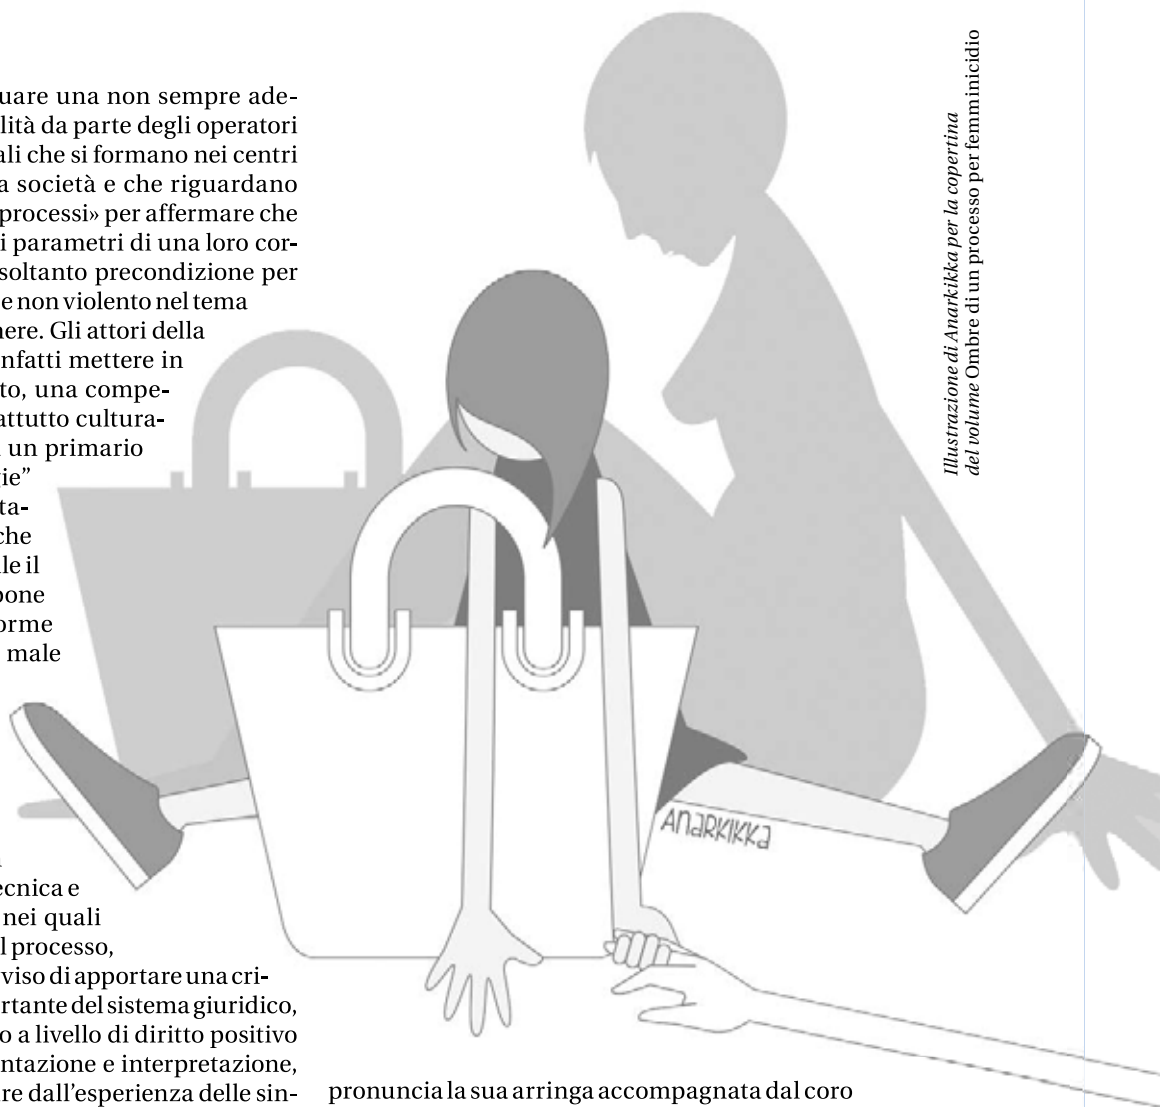 uare una non sempre ade-
lità da parte degli operatori
ali che si formano nei centri
a società e che riguardano
processi» per affermare che
i parametri di una loro cor-
soltanto precondizione per
e non violento nel tema
nere. Gli attori della
nfatti mettere in
to, una compe-
attutto cultura-
un primario
gie”
ta-
che
le il
pone
orme
male
ecnica e
nei quali
l processo,
viso di apportare una cri-
rtante del sistema giuridico,
o a livello di diritto positivo
ntazione e interpretazione,
re dall'esperienza delle sin-
pronuncia la sua arringa accompagnata dal coro
Illustrazione di Anarkikka per la copertina
del volume Ombre di un processo per femminicidio
ANaRKIKKa